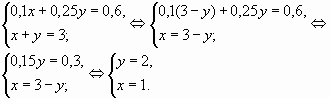 {0,1x + 0,25y = 0,6, ⇔ {0,1(3 − y) + 0,25y = 0,6, ⇔
{x + y = 3; {x = 3 − y;
{0,15y = 0,3, ⇔ {y = 2,
{x = 3 − y; {x = 1.